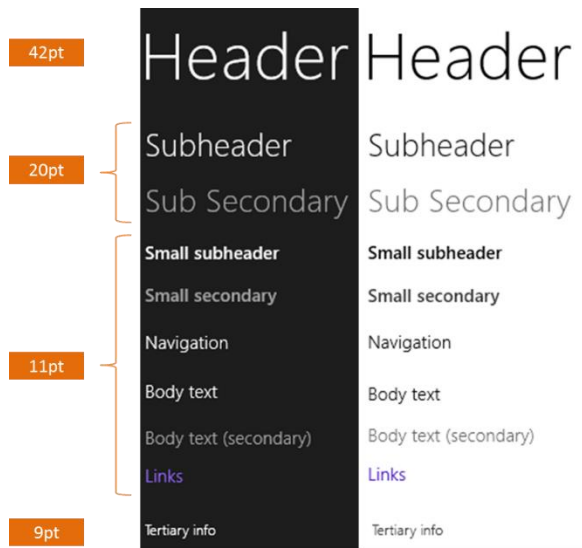 42pt Header Header
Subheader Subheader
20pt
Sub Secondary Sub Secondary
Small subheader Small subheader
Small secondary Small secondary
Navigation Navigation
11pt
Body text Body text
Body text (secondary) Body text (secondary)
Links Links
9pt Tertiary info Tertiary info